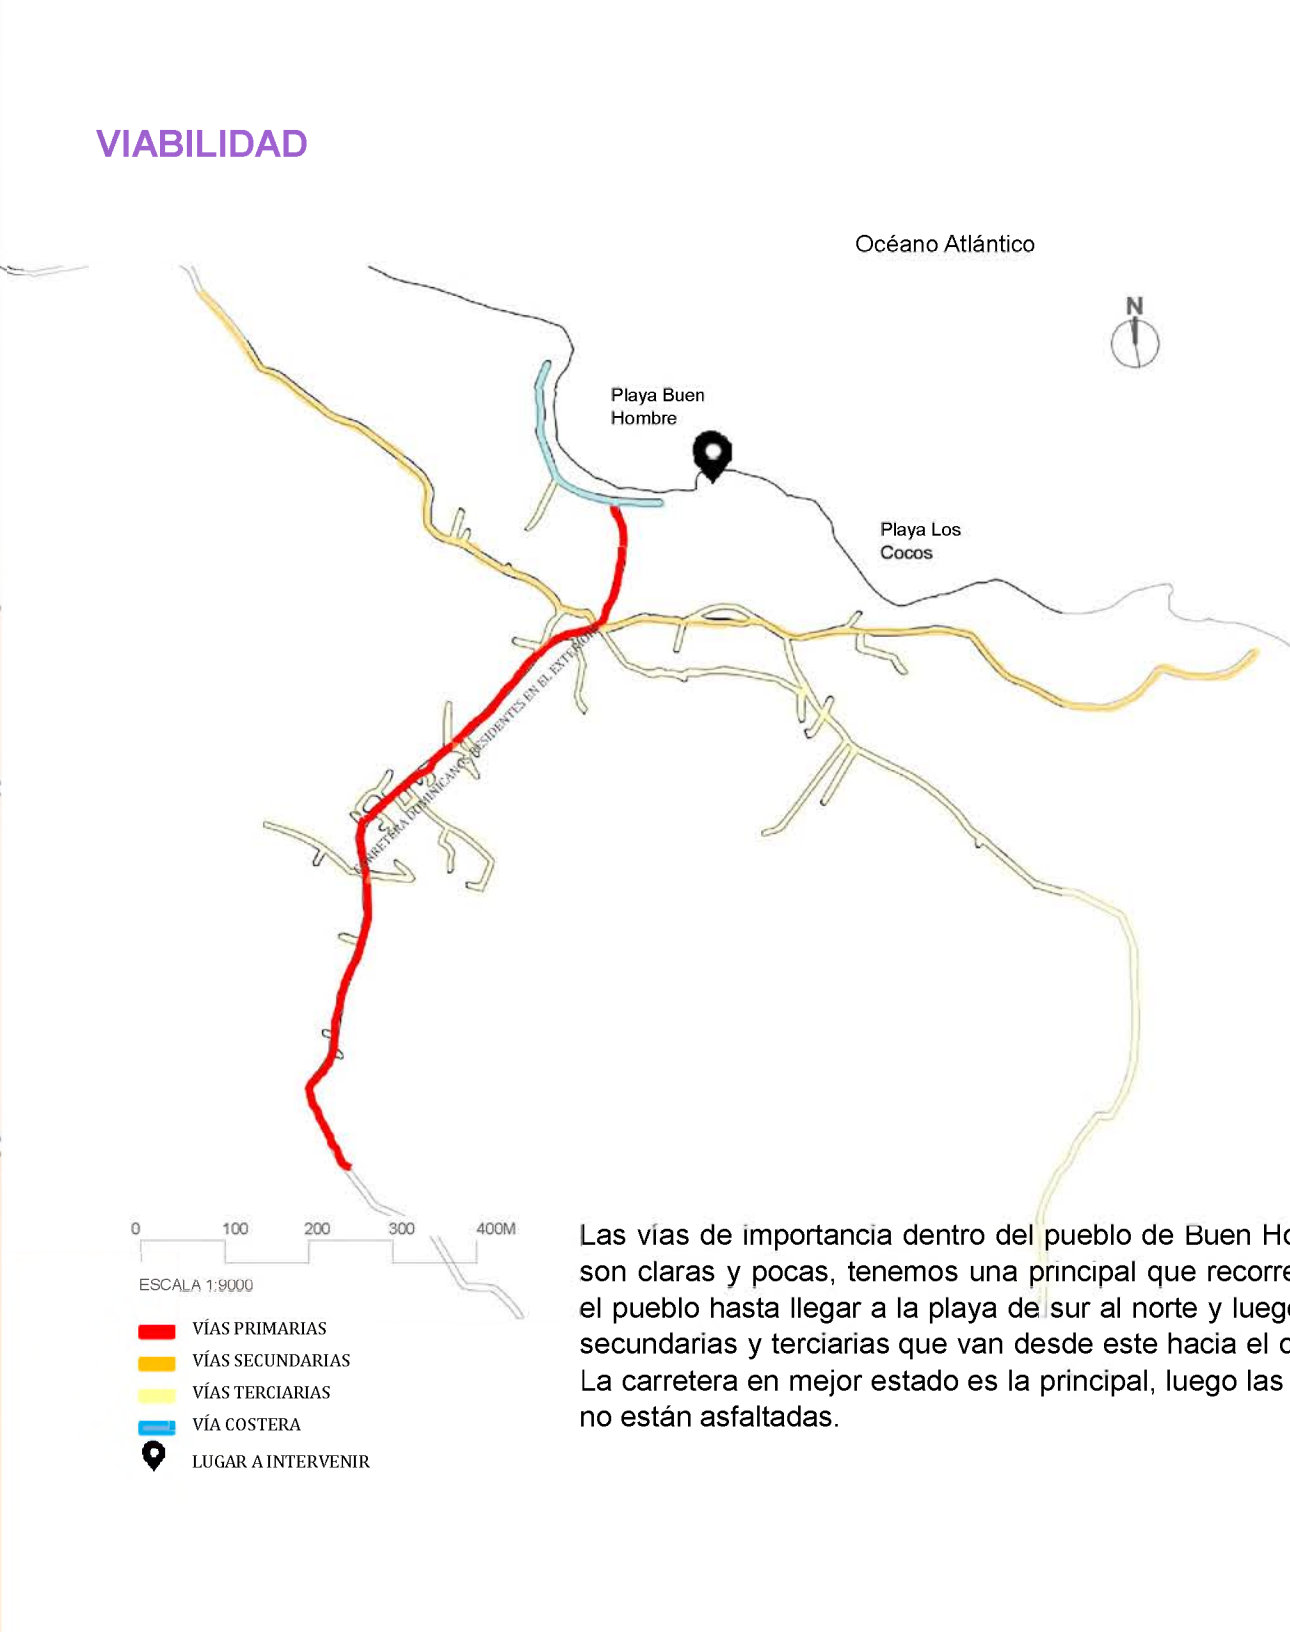 VIABILIDAD
Océano Atlántico
N
Playa Buen
Hombre
Playa Los
Cocos
CARRETERA DOMINICANOS RESIDENTES EN EL EXTERIOR
0 100 200 300 400M
ESCALA 1:9000
VÍAS PRIMARIAS
VÍAS SECUNDARIAS
VÍAS TERCIARIAS
VÍA COSTERA
LUGAR A INTERVENIR
Las vías de importancia dentro del pueblo de Buen Ho
son claras y pocas, tenemos una principal que recorre
el pueblo hasta llegar a la playa de sur al norte y luego
secundarias y terciarias que van desde este hacia el o
La carretera en mejor estado es la principal, luego las
no están asfaltadas.